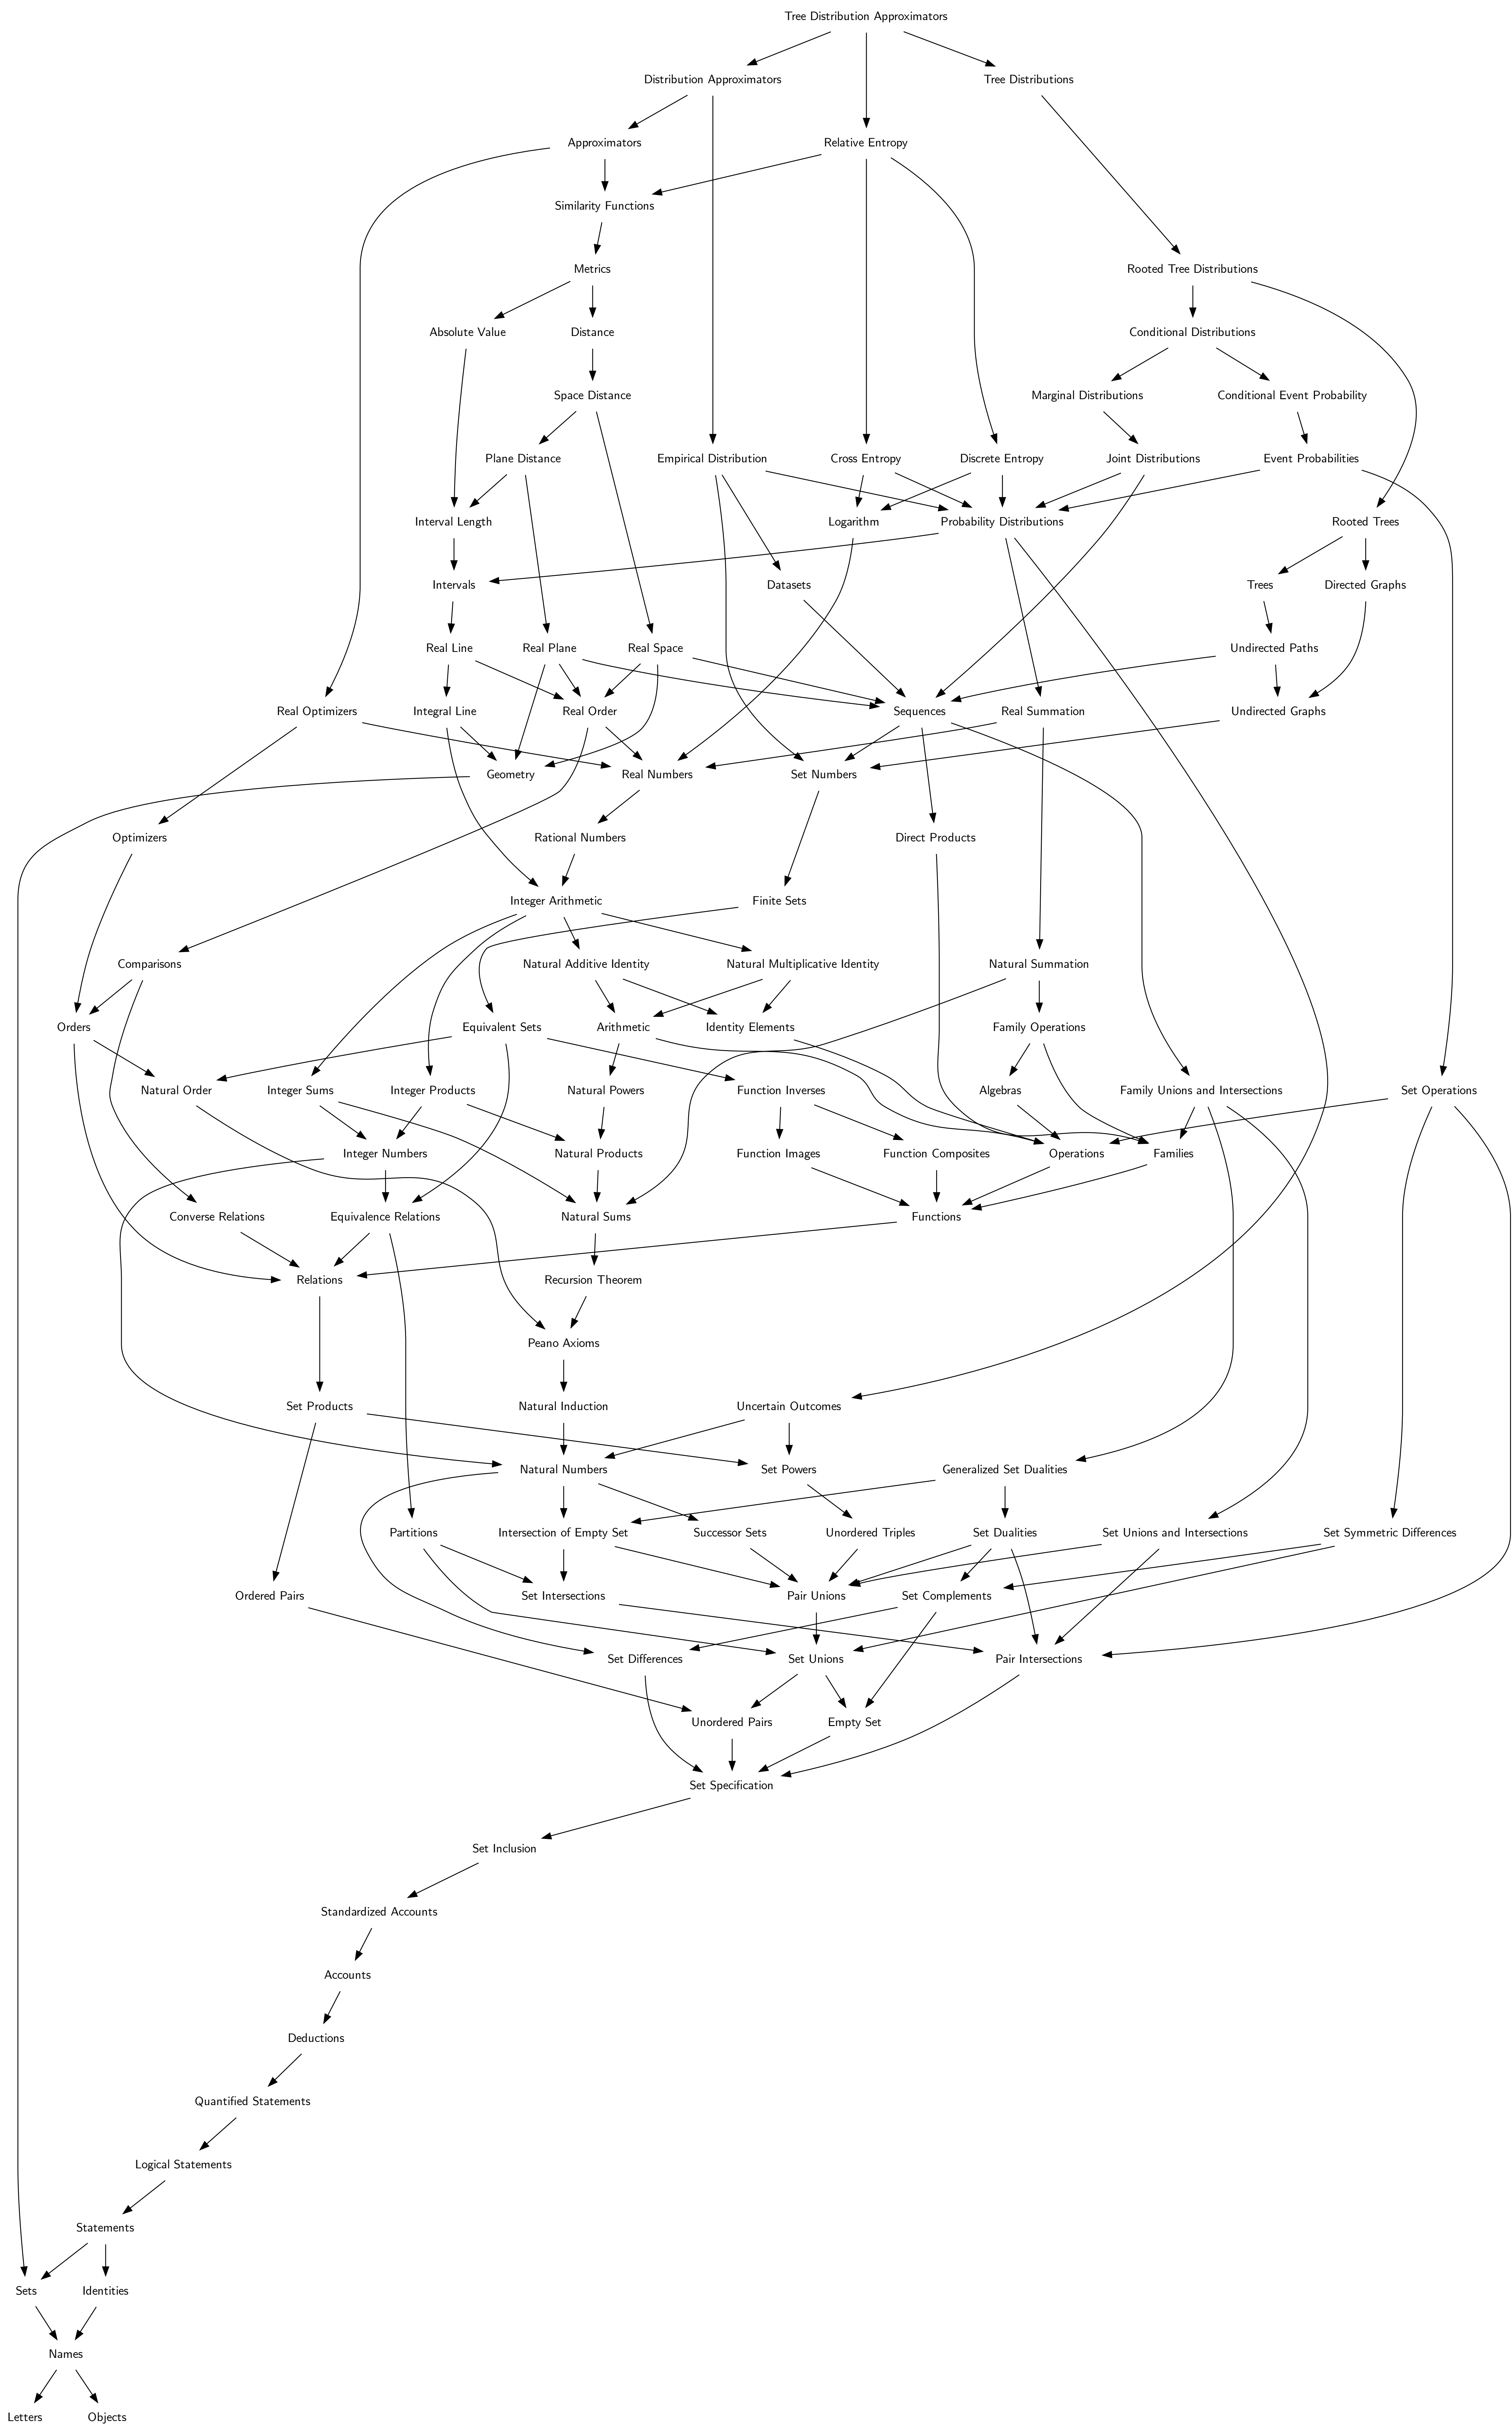 Tree Distribution Approximators
Distribution Approximators
Tree Distributions
Approximators
Relative Entropy
Similarity Functions
Metrics
Rooted Tree Distributions
Absolute Value
Distance
Conditional Distributions
Space Distance
Marginal Distributions
Conditional Event Probability
Plane Distance
Empirical Distribution
Cross Entropy
Discrete Entropy
Joint Distributions
Event Probabilities
Interval Length
Logarithm
Probability Distributions
Rooted Trees
Intervals
Datasets
Trees
Directed Graphs
Real Line
Real Plane
Real Space
Undirected Paths
Real Optimizers
Integral Line
Real Order
Sequences
Real Summation
Undirected Graphs
Geometry
Real Numbers
Set Numbers
Optimizers
Rational Numbers
Direct Products
Integer Arithmetic
Finite Sets
Comparisons
Natural Additive Identity
Natural Multiplicative Identity
Natural Summation
Orders
Equivalent Sets
Arithmetic
Identity Elements
Family Operations
Natural Order
Integer Sums
Integer Products
Natural Powers
Function Inverses
Algebras
Family Unions and Intersections
Set Operations
Integer Numbers
Natural Products
Function Images
Function Composites
Operations
Families
Converse Relations
Equivalence Relations
Natural Sums
Functions
Relations
Recursion Theorem
Peano Axioms
Set Products
Natural Induction
Uncertain Outcomes
Natural Numbers
Set Powers
Generalized Set Dualities
Partitions
Intersection of Empty Set
Successor Sets
Unordered Triples
Set Dualities
Set Unions and Intersections
Set Symmetric Differences
Ordered Pairs
Set Intersections
Pair Unions
Set Complements
Set Differences
Set Unions
Pair Intersections
Unordered Pairs
Empty Set
Set Specification
Set Inclusion
Standardized Accounts
Accounts
Deductions
Quantified Statements
Logical Statements
Statements
Sets
Identities
Names
Letters
Objects